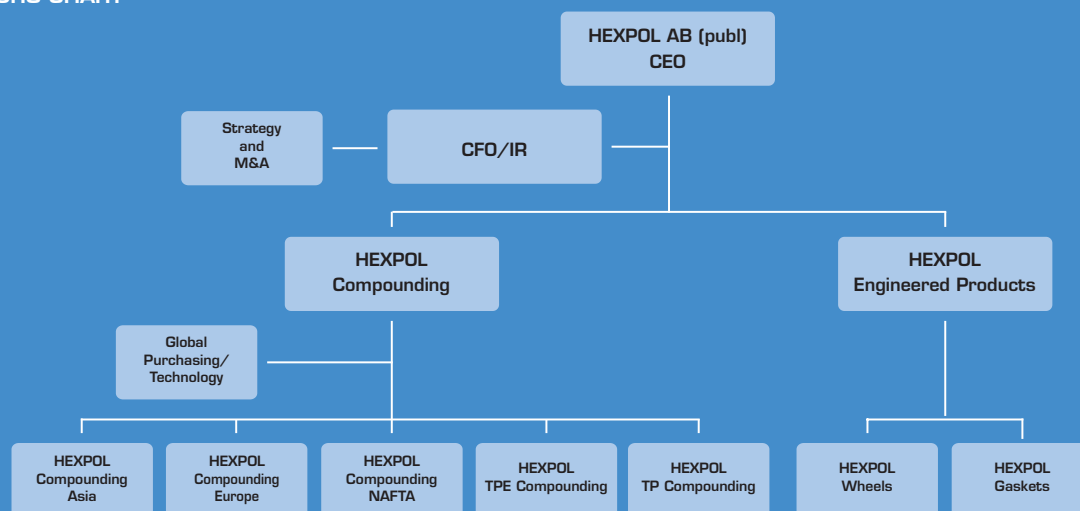 HEXPOL AB (publ)
CEO
Strategy
and
M&A
CFO/IR
HEXPOL
Compounding
HEXPOL
Engineered Products
Global
Purchasing/
Technology
HEXPOL
Compounding
Asia
HEXPOL
Compounding
Europe
HEXPOL
Compounding
NAFTA
HEXPOL
TPE Compounding
HEXPOL
TP Compounding
HEXPOL
Wheels
HEXPOL
Gaskets